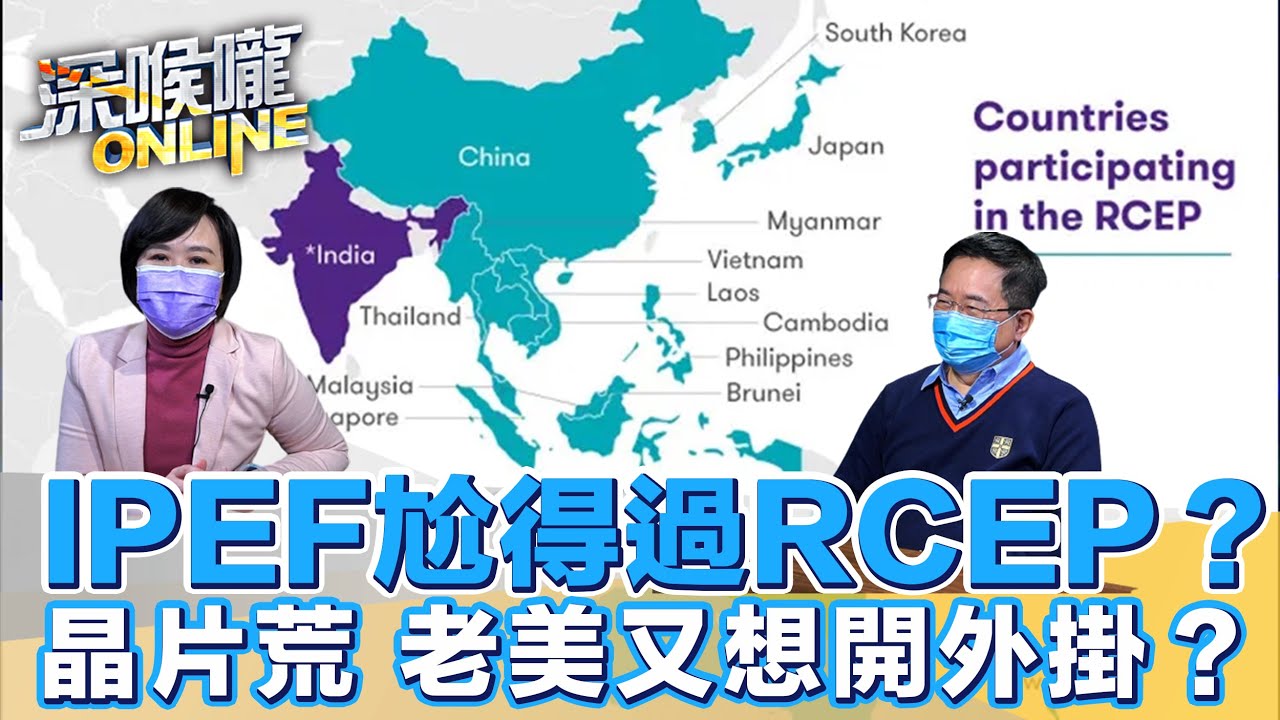 深喉嚨
ONLINE
South Korea
Countries
participating
in the RCEP
China
Japan
Myanmar
*India
Vietnam
Laos
Thailand
Cambodia
Philippines
Malaysia
Brunei
IPEF尬得過RCEP？
晶片荒 老美又想開外掛？